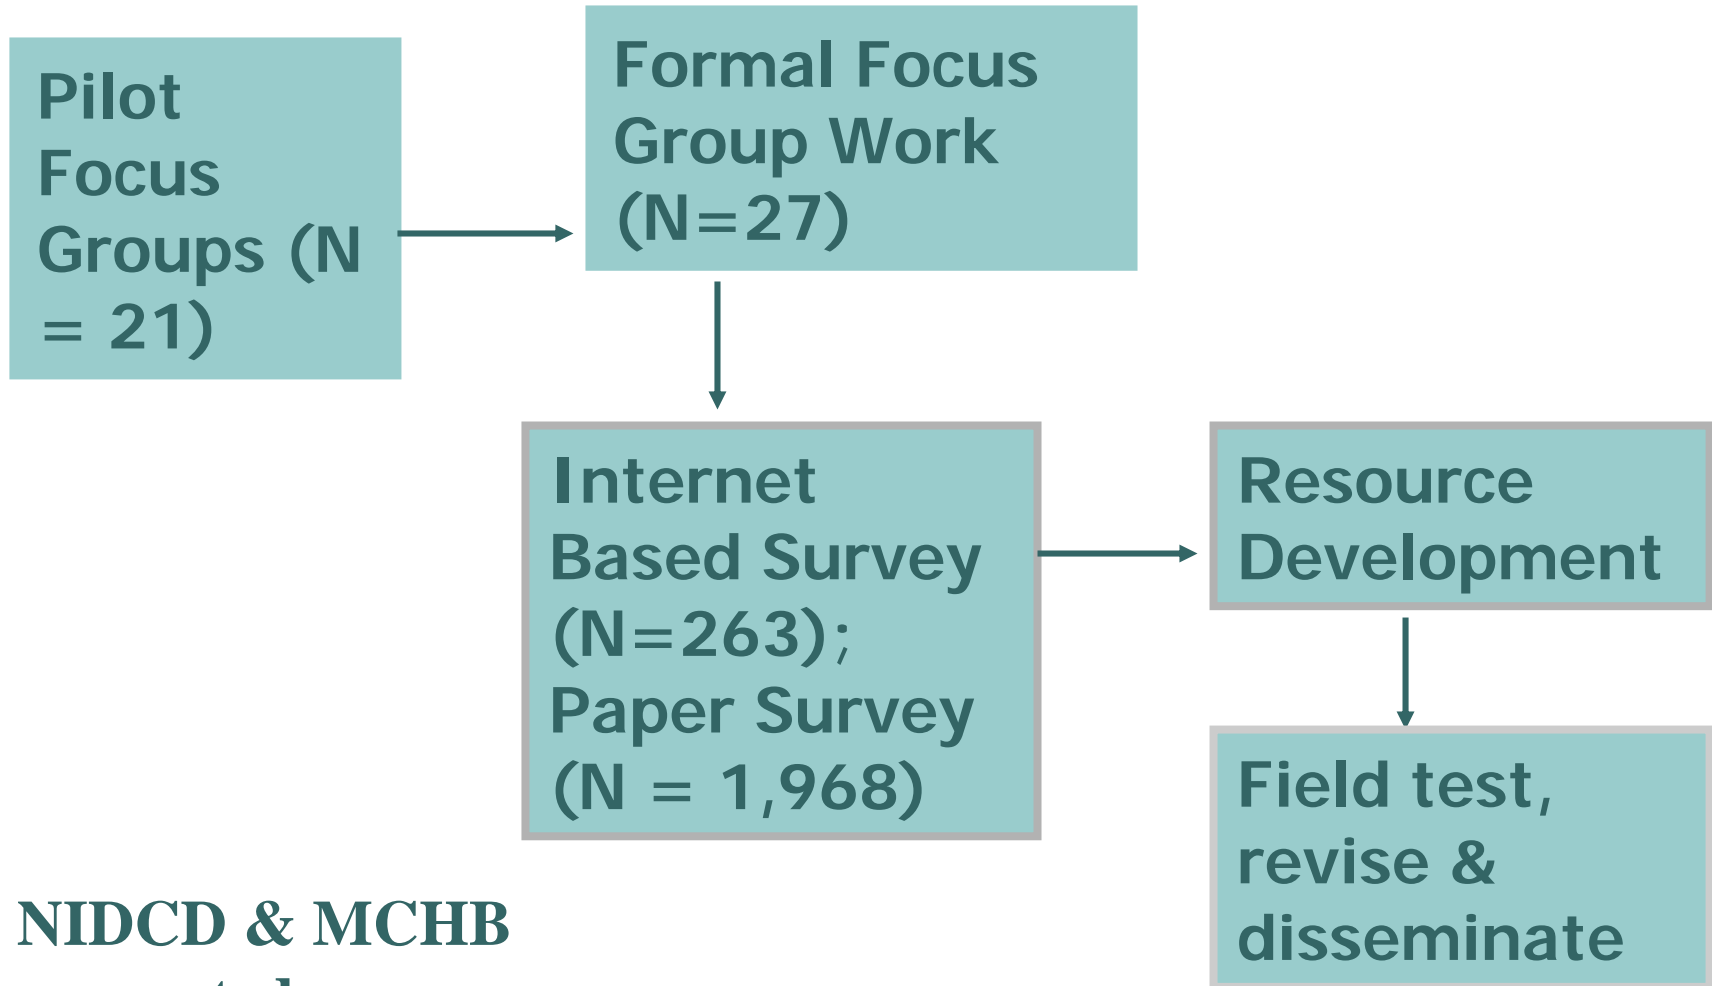 Pilot
Focus
Groups (N
= 21)
Formal Focus
Group Work
(N=27)
Internet
Based Survey
(N=263);
Paper Survey
(N = 1,968)
Resource
Development
Field test,
revise &
disseminate
NIDCD & MCHB